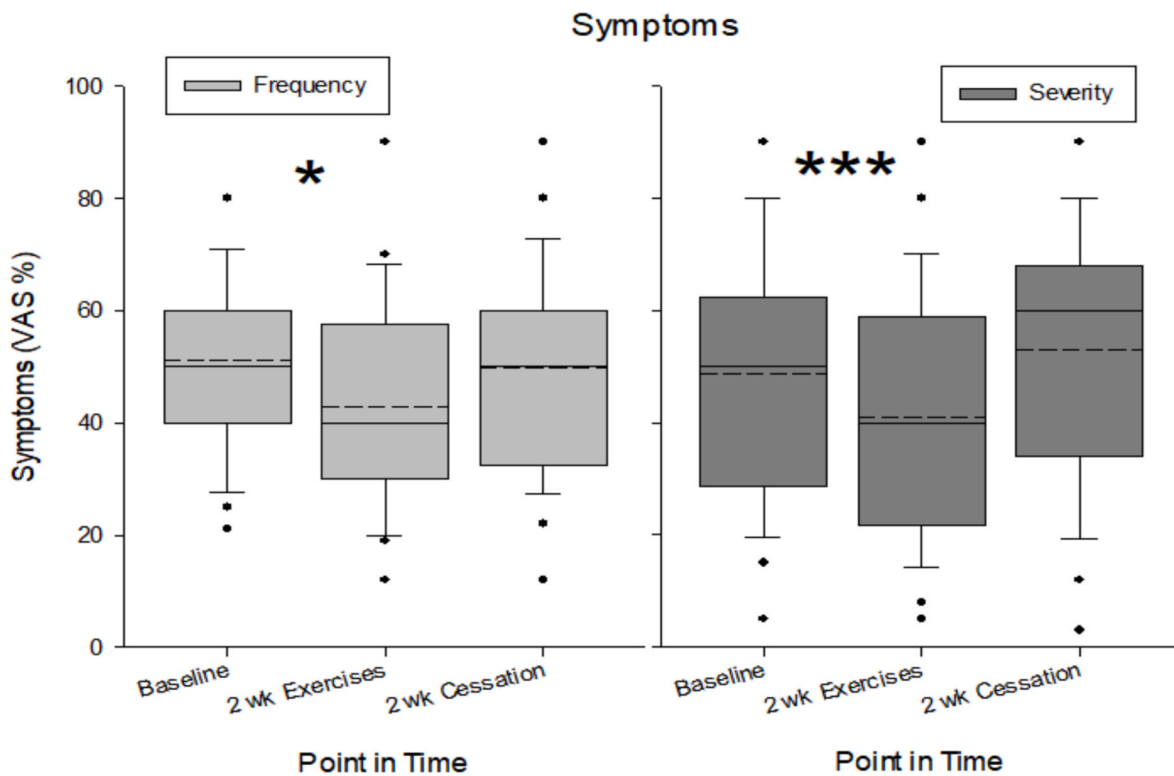 Symptoms
Frequency
Severity
Symptoms (VAS %)
100
80
60
40
20
0
*
***
Baseline
2 wk Exercises
2 wk Cessation
Baseline
2 wk Exercises
2 wk Cessation
Point in Time
Point in Time